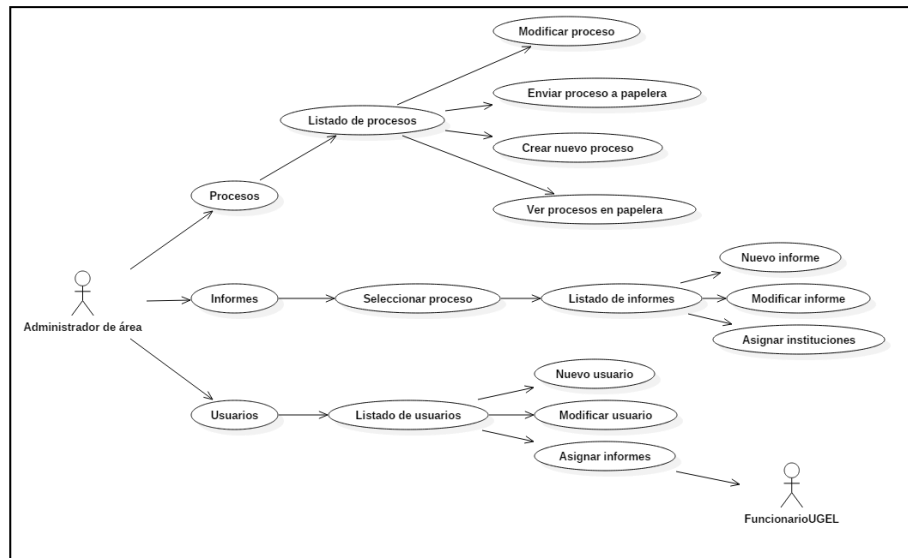 Modificar proceso
Enviar proceso a papelera
Listado de procesos
Crear nuevo proceso
Procesos
Ver procesos en papelera
Nuevo informe
Informes
Seleccionar proceso
Listado de informes
Modificar informe
Administrador de área
Asignar instituciones
Nuevo usuario
Usuarios
Listado de usuarios
Modificar usuario
Asignar informes
FuncionarioUGEL